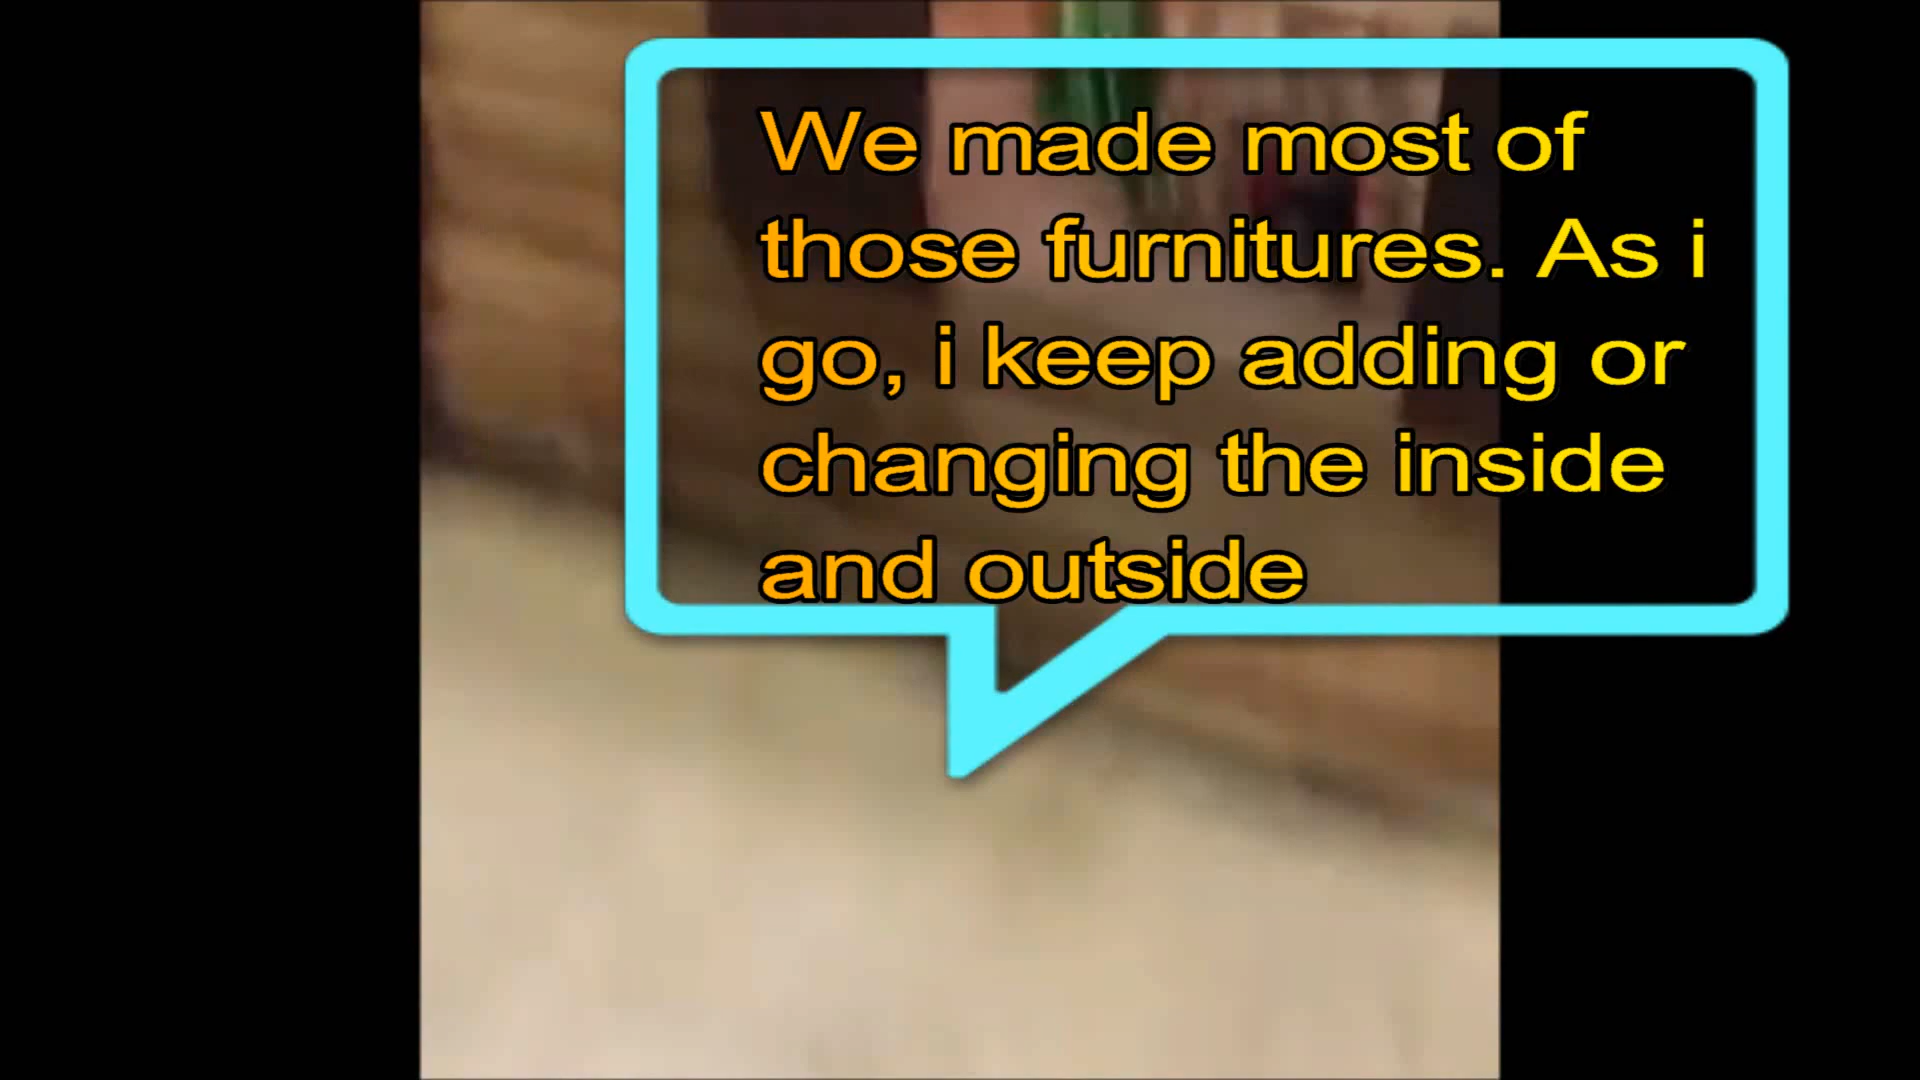 We made most of
those furnitures. As i
go, i keep adding or
changing the inside
and outside